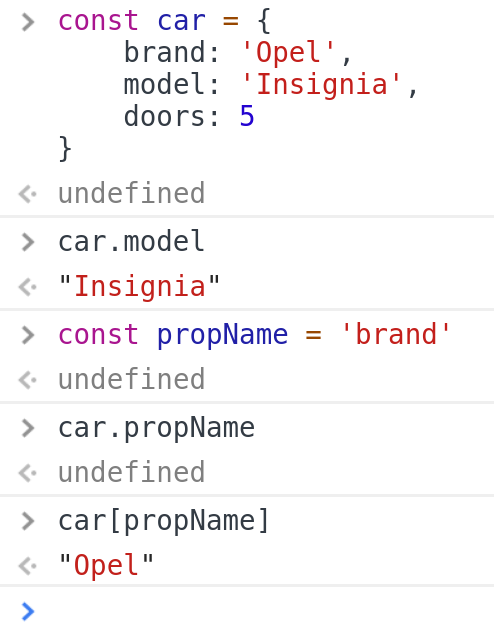 const car = {
    brand: 'Opel',
    model: 'Insignia',
    doors: 5
}
undefined
car.model
"Insignia"
const propName = 'brand'
undefined
car.propName
undefined
car[propName]
"Opel"